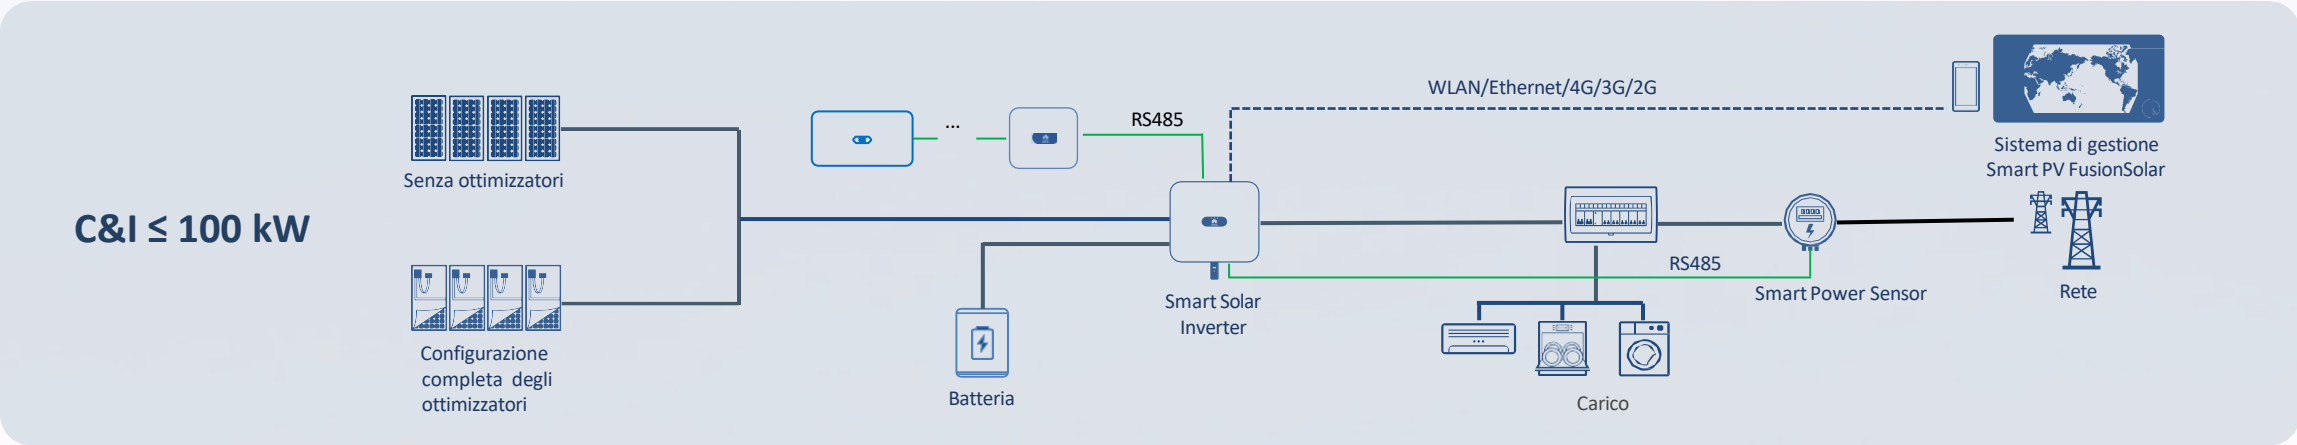 C&I ≤ 100 kW
Senza ottimizzatori
Configurazione
completa degli
ottimizzatori
...
RS485
WLAN/Ethernet/4G/3G/2G
Sistema di gestione
Smart PV FusionSolar
Batteria
Smart Solar
Inverter
RS485
Smart Power Sensor
Rete
Carico